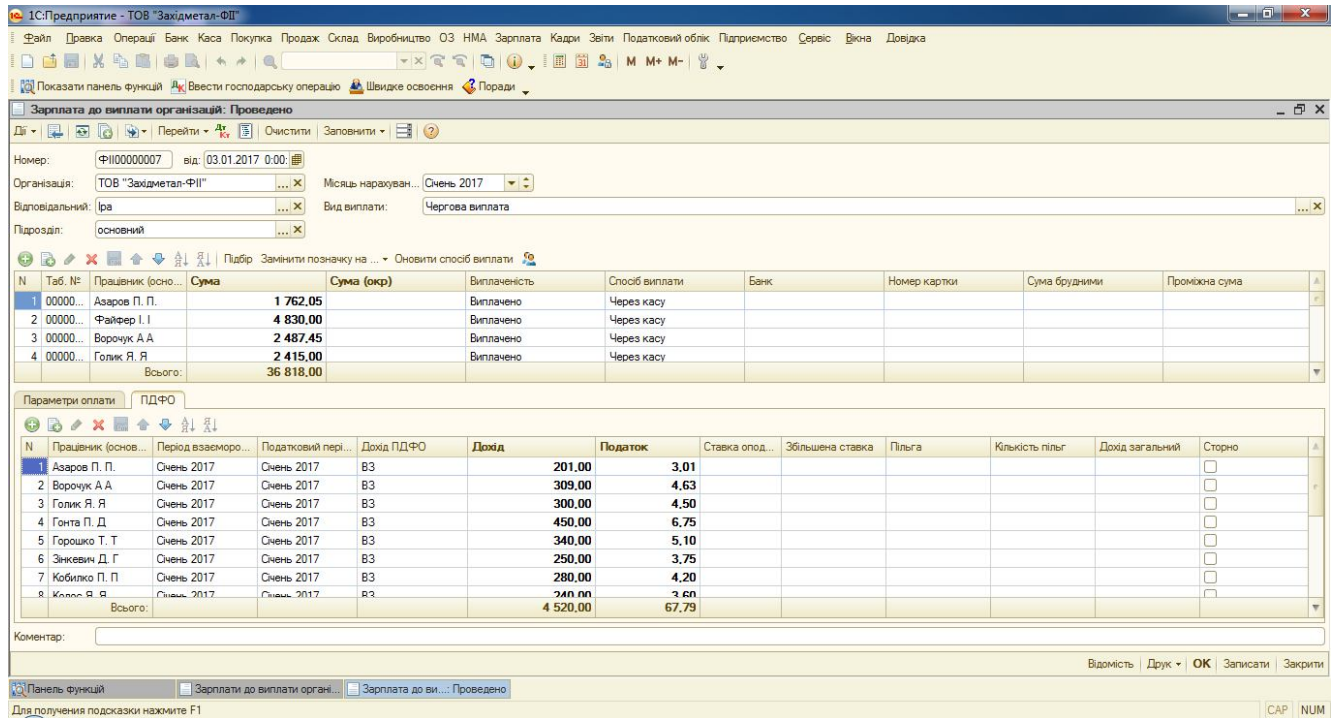 1С:Предприятие - ТОВ "Західметал-ФІІ"
Файл Правка Операції Банк Каса Покупка Продаж Склад Виробництво ОЗ НМА Зарплата Кадри Звіти Податковий облік Підприємство Сервіс Вікна Довідка
M M+ M-
Показати панель функцій Ввести господарську операцію Швидке освоєння Поради
Зарплата до виплати організацій: Проведено
Дії Перейти Дт Кт Очистити Заповнити
Номер: ФІІ00000007 від: 03.01.2017 0:00:
Організація: ТОВ "Західметал-ФІІ" ... Місяць нарахуван... Січень 2017
Відповідальний: Іра ... Вид виплати: Чергова виплата ...
Підрозділ: основний ...
Підбір Замінити позначку на ... Оновити спосіб виплати
N Таб. № Працівник (осно... Сума Сума (окр) Виплаченість Спосіб виплати Банк Номер картки Сума брудними Проміжна сума
1 00000... Азаров П. П. 1 762,05 Виплачено Через касу
2 00000... Файфер І. І 4 830,00 Виплачено Через касу
3 00000... Ворочук А А 2 487,45 Виплачено Через касу
4 00000... Голик Я. Я 2 415,00 Виплачено Через касу
Всього: 36 818,00
Параметри оплати ПДФО
N Працівник (основ... Період взаєморо... Податковий пері... Дохід ПДФО Дохід Податок Ставка опод... Збільшена ставка Пільга Кількість пільг Дохід загальний Сторно
1 Азаров П. П. Січень 2017 Січень 2017 ВЗ 201,00 3,01
2 Ворочук А А Січень 2017 Січень 2017 ВЗ 309,00 4,63
3 Голик Я. Я Січень 2017 Січень 2017 ВЗ 300,00 4,50
4 Гонта П. Д Січень 2017 Січень 2017 ВЗ 450,00 6,75
5 Горошко Т. Т Січень 2017 Січень 2017 ВЗ 340,00 5,10
6 Зінкевич Д. Г Січень 2017 Січень 2017 ВЗ 250,00 3,75
7 Кобилко П. П Січень 2017 Січень 2017 ВЗ 280,00 4,20
8 Колос Я. Я Січень 2017 Січень 2017 ВЗ 240,00 3,60
Всього: 4 520,00 67,79
Коментар:
Відомість Друк OK Записати Закрити
Панель функцій Зарплати до виплати органі... Зарплата до ви...: Проведено
Для получения подсказки нажмите F1 CAP NUM